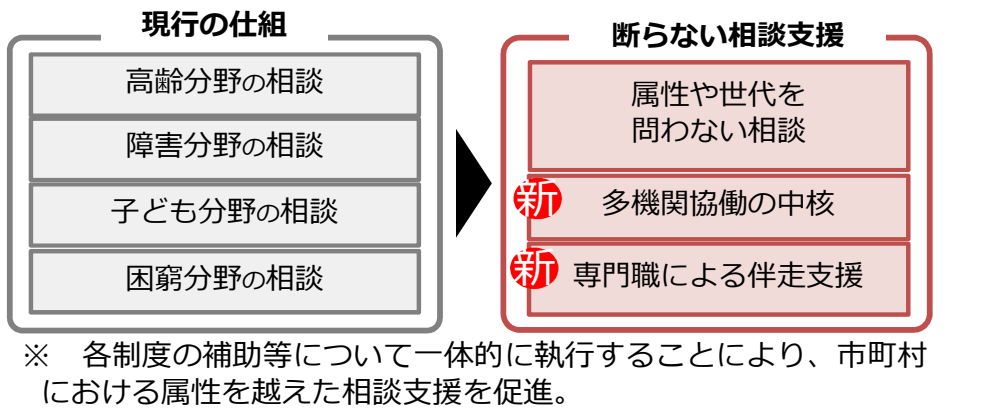 現行の仕組
高齢分野の相談
障害分野の相談
子ども分野の相談
困窮分野の相談
断らない相談支援
属性や世代を
問わない相談
新 多機関協働の中核
新 専門職による伴走支援
※　各制度の補助等について一体的に執行することにより、市町村
における属性を越えた相談支援を促進。